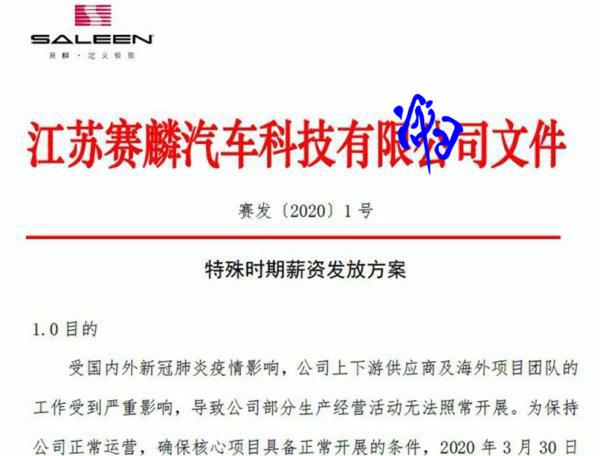 SALEEN
赛麟·定义极致
江苏赛麟汽车科技有限公司文件
赛发〔2020〕1号
特殊时期薪资发放方案
1.0目的
受国内外新冠肺炎疫情影响，公司上下游供应商及海外项目团队的
工作受到严重影响，导致公司部分生产经营活动无法照常开展。为保持
公司正常运营，确保核心项目具备正常开展的条件，2020 年 3 月 30 日